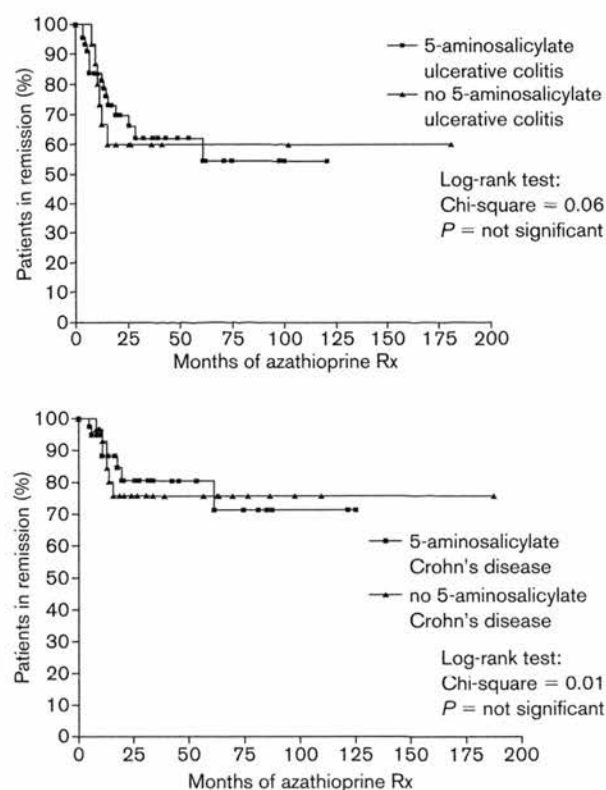 100
90
80
70
60
50
40
30
20
10
0
Patients in remission (%)
5-aminosalicylate
ulcerative colitis
no 5-aminosalicylate
ulcerative colitis
Log-rank test:
Chi-square = 0.06
P = not significant
0 25 50 75 100 125 150 175 200
Months of azathioprine Rx
100
90
80
70
60
50
40
30
20
10
0
Patients in remission (%)
5-aminosalicylate
Crohn's disease
no 5-aminosalicylate
Crohn's disease
Log-rank test:
Chi-square = 0.01
P = not significant
0 25 50 75 100 125 150 175 200
Months of azathioprine Rx